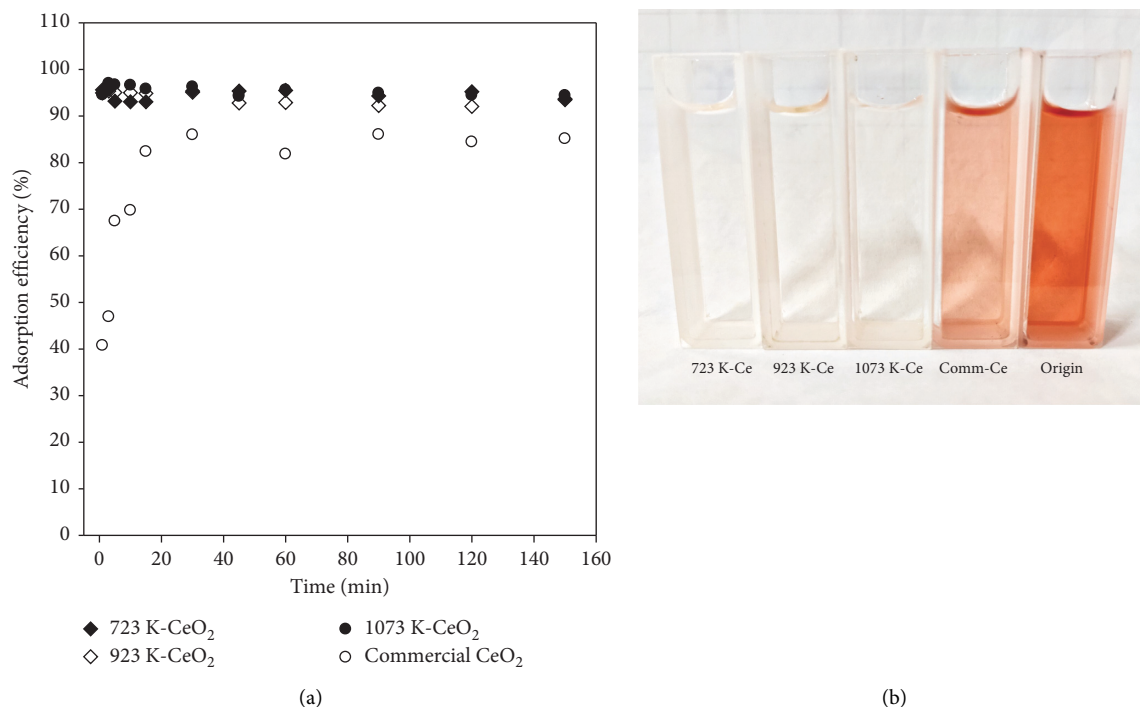 110
100
90
80
70
60
50
40
30
20
10
0
Adsorption efficiency (%)
0 20 40 60 80 100 120 140 160
Time (min)
723 K-CeO₂
923 K-CeO₂
1073 K-CeO₂
Commercial CeO₂
(a)
723 K-Ce 923 K-Ce 1073 K-Ce Comm-Ce Origin
(b)